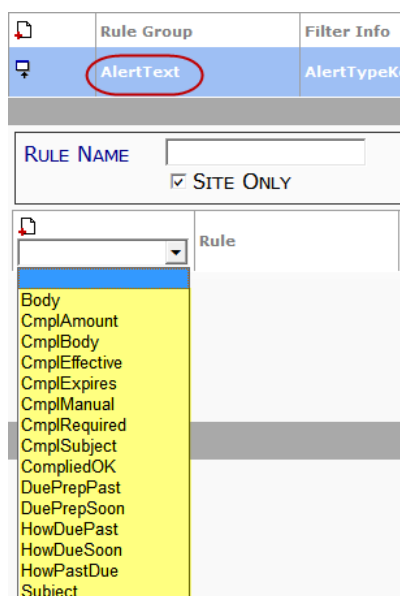 Rule Group Filter Info
AlertText AlertTypeK
RULE NAME
SITE ONLY
Rule
Body
CmplAmount
CmplBody
CmplEffective
CmplExpires
CmplManual
CmplRequired
CmplSubject
CompliedOK
DuePrepPast
DuePrepSoon
HowDuePast
HowDueSoon
HowPastDue
Subject